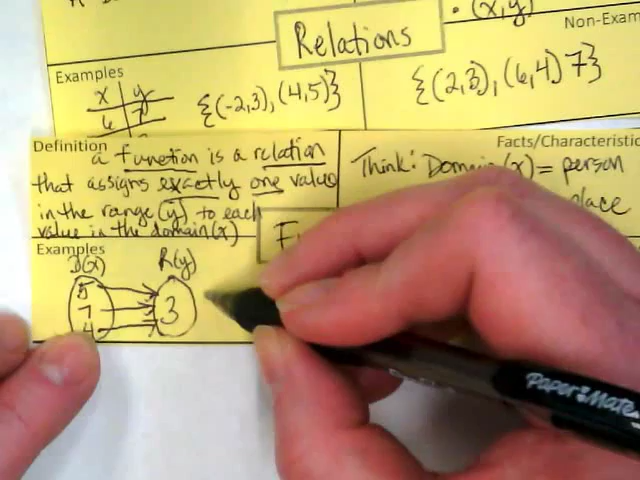 (x,y)
Relations
Non-Exam
Examples
x y
6 7
{(-2,3), (4,5)}
{(2,3), (6,4) 7}
Definition
a function is a relation
that assigns exactly one value
in the range (y) to each
value in the domain (x)
Facts/Characteristic
Think: Domain (x) = person
place
F
Examples
D(x) R(y)
5
7 3
4
Paper Mate